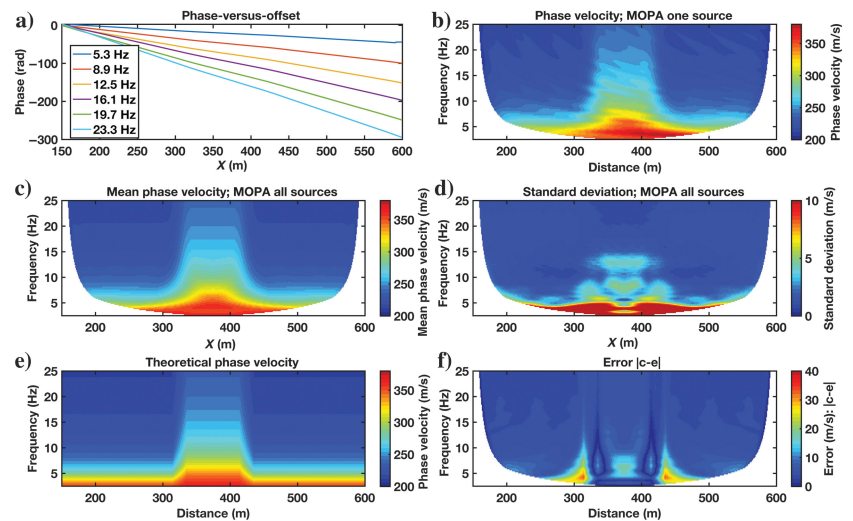 a)
Phase-versus-offset
Phase (rad)
0
-100
-200
-300
5.3 Hz
8.9 Hz
12.5 Hz
16.1 Hz
19.7 Hz
23.3 Hz
150 200 250 300 350 400 450 500 550 600
X (m)
b)
Phase velocity; MOPA one source
Frequency (Hz)
25
20
15
10
5
200 300 400 500 600
Distance (m)
350
300
250
200
Phase velocity (m/s)
c)
Mean phase velocity; MOPA all sources
Frequency (Hz)
25
20
15
10
5
200 300 400 500 600
X (m)
350
300
250
200
Mean phase velocity (m/s)
d)
Standard deviation; MOPA all sources
Frequency (Hz)
25
20
15
10
5
200 300 400 500 600
X (m)
10
5
0
Standard deviation (m/s)
e)
Theoretical phase velocity
Frequency (Hz)
25
20
15
10
5
200 300 400 500 600
Distance (m)
350
300
250
200
Phase velocity (m/s)
f)
Error |c-e|
Frequency (Hz)
25
20
15
10
5
200 300 400 500 600
Distance (m)
40
30
20
10
0
Error (m/s): |c-e|